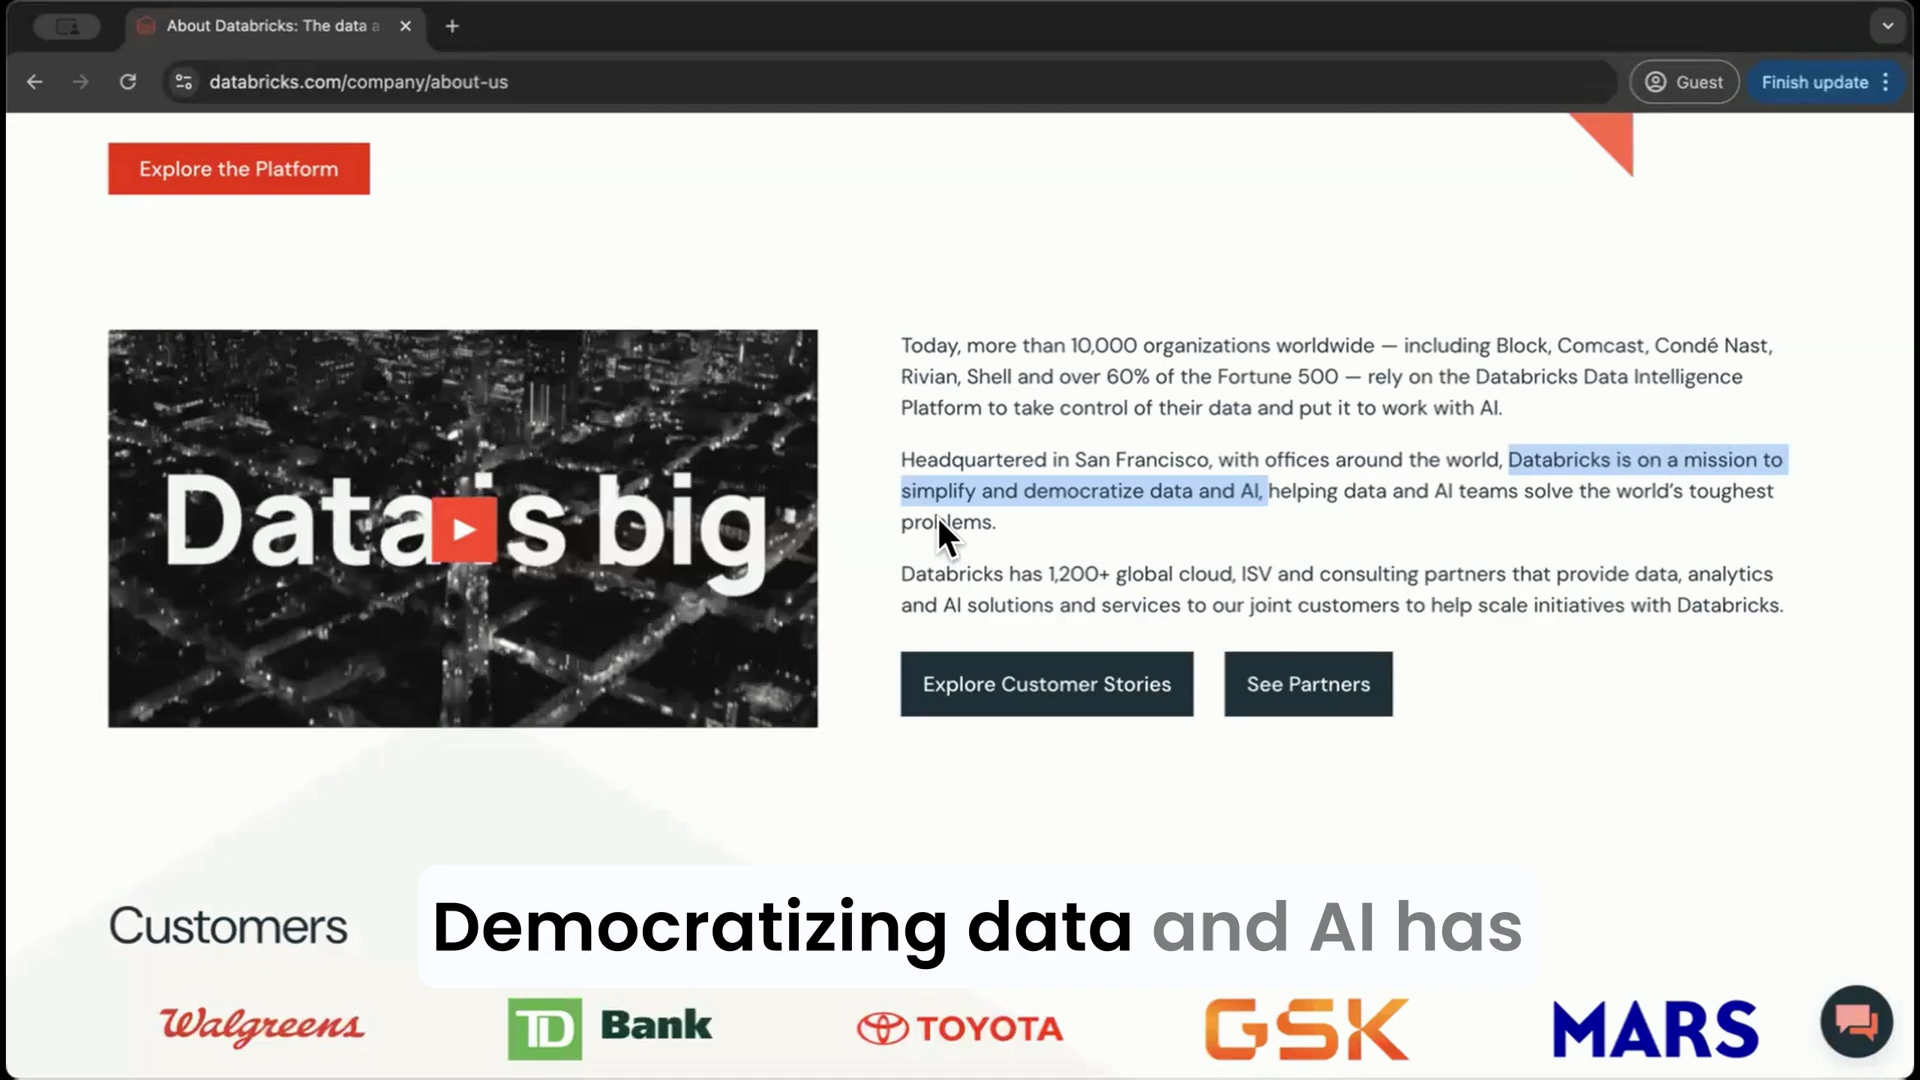 About Databricks: The data a
databricks.com/company/about-us
Guest
Finish update
Explore the Platform
Data is big
Today, more than 10,000 organizations worldwide — including Block, Comcast, Condé Nast,
Rivian, Shell and over 60% of the Fortune 500 — rely on the Databricks Data Intelligence
Platform to take control of their data and put it to work with AI.
Headquartered in San Francisco, with offices around the world, Databricks is on a mission to
simplify and democratize data and AI, helping data and AI teams solve the world's toughest
problems.
Databricks has 1,200+ global cloud, ISV and consulting partners that provide data, analytics
and AI solutions and services to our joint customers to help scale initiatives with Databricks.
Explore Customer Stories
See Partners
Customers
Democratizing data and AI has
Walgreens
TD Bank
TOYOTA
GSK
MARS